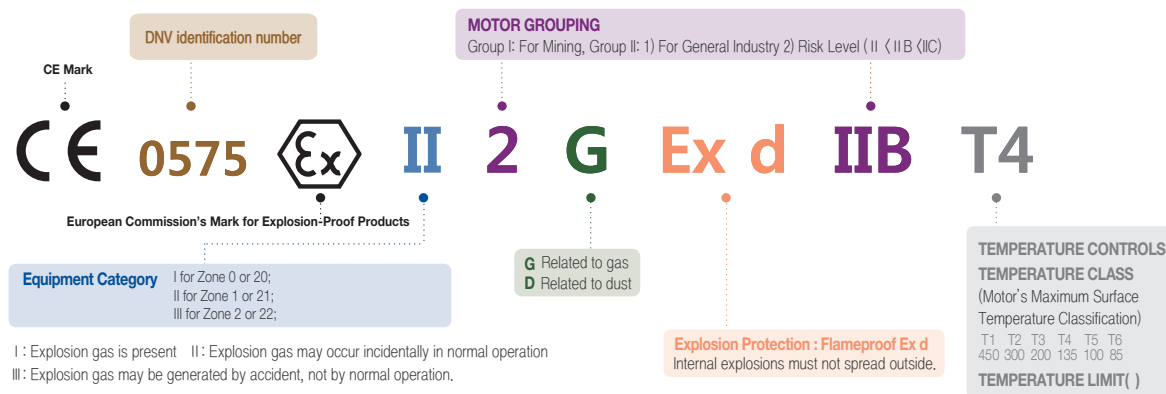 DNV identification number
MOTOR GROUPING
Group I: For Mining, Group II: 1) For General Industry 2) Risk Level (II〈IIB〈IIC)
CE Mark
CE 0575 Ex II 2 G Ex d IIB T4
European Commission's Mark for Explosion-Proof Products
Equipment Category
I for Zone 0 or 20;
II for Zone 1 or 21;
III for Zone 2 or 22;
G Related to gas
D Related to dust
I : Explosion gas is present II: Explosion gas may occur incidentally in normal operation
III: Explosion gas may be generated by accident, not by normal operation.
Explosion Protection : Flameproof Ex d
Internal explosions must not spread outside.
TEMPERATURE CONTROLS
TEMPERATURE CLASS
(Motor's Maximum Surface
Temperature Classification)
T1 T2 T3 T4 T5 T6
450 300 200 135 100 85
TEMPERATURE LIMIT( )